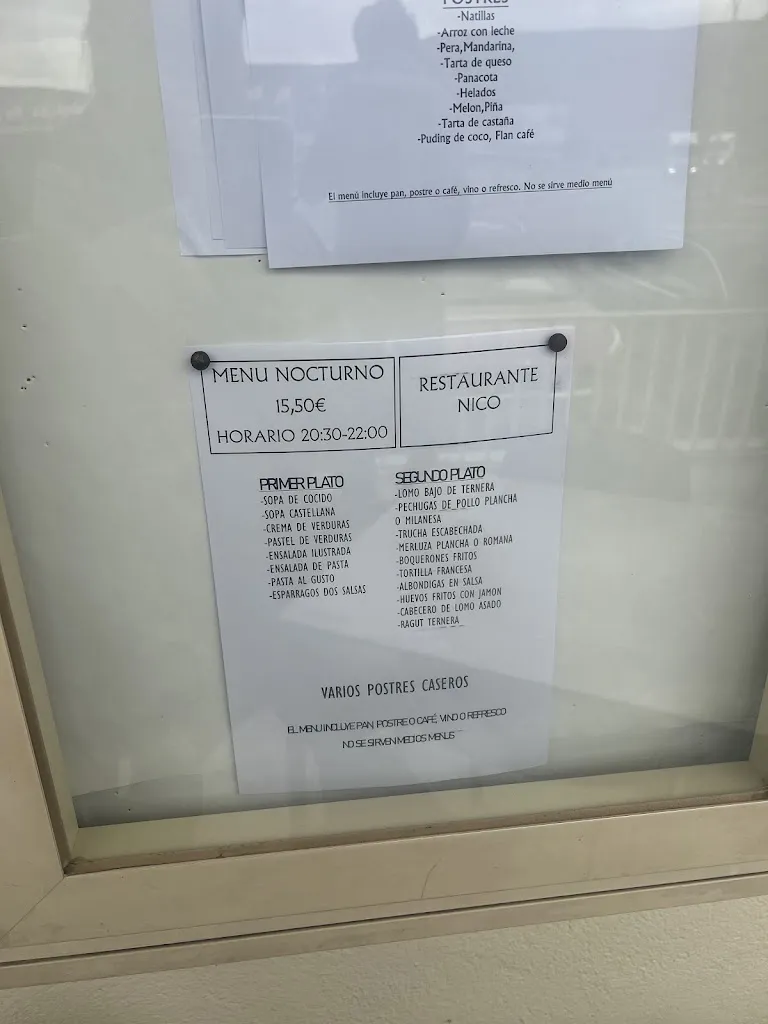 POSTRES
-Natillas
-Arroz con leche
-Pera,Mandarina,
-Tarta de queso
-Panacota
-Helados
-Melon,Piña
-Tarta de castaña
-Puding de coco, Flan café
El menú incluye pan, postre o café, vino o refresco. No se sirve medio menú
MENU NOCTURNO
15,50€
HORARIO 20:30-22:00
RESTAURANTE
NICO
PRIMER PLATO
-SOPA DE COCIDO
-SOPA CASTELLANA
-CREMA DE VERDURAS
-PASTEL DE VERDURAS
-ENSALADA ILUSTRADA
-ENSALADA DE PASTA
-PASTA AL GUSTO
-ESPARRAGOS DOS SALSAS
SEGUNDO PLATO
-LOMO BAJO DE TERNERA
-PECHUGAS DE POLLO PLANCHA
O MILANESA
-TRUCHA ESCABECHADA
-MERLUZA PLANCHA O ROMANA
-BOQUERONES FRITOS
-TORTILLA FRANCESA
-ALBONDIGAS EN SALSA
-HUEVOS FRITOS CON JAMON
-CABECERO DE LOMO ASADO
-RAGUT TERNERA
VARIOS POSTRES CASEROS
EL MENU INCLUYE PAN, POSTRE O CAFÉ, VINO O REFRESCO
NO SE SIRVEN MEDIOS MENUS